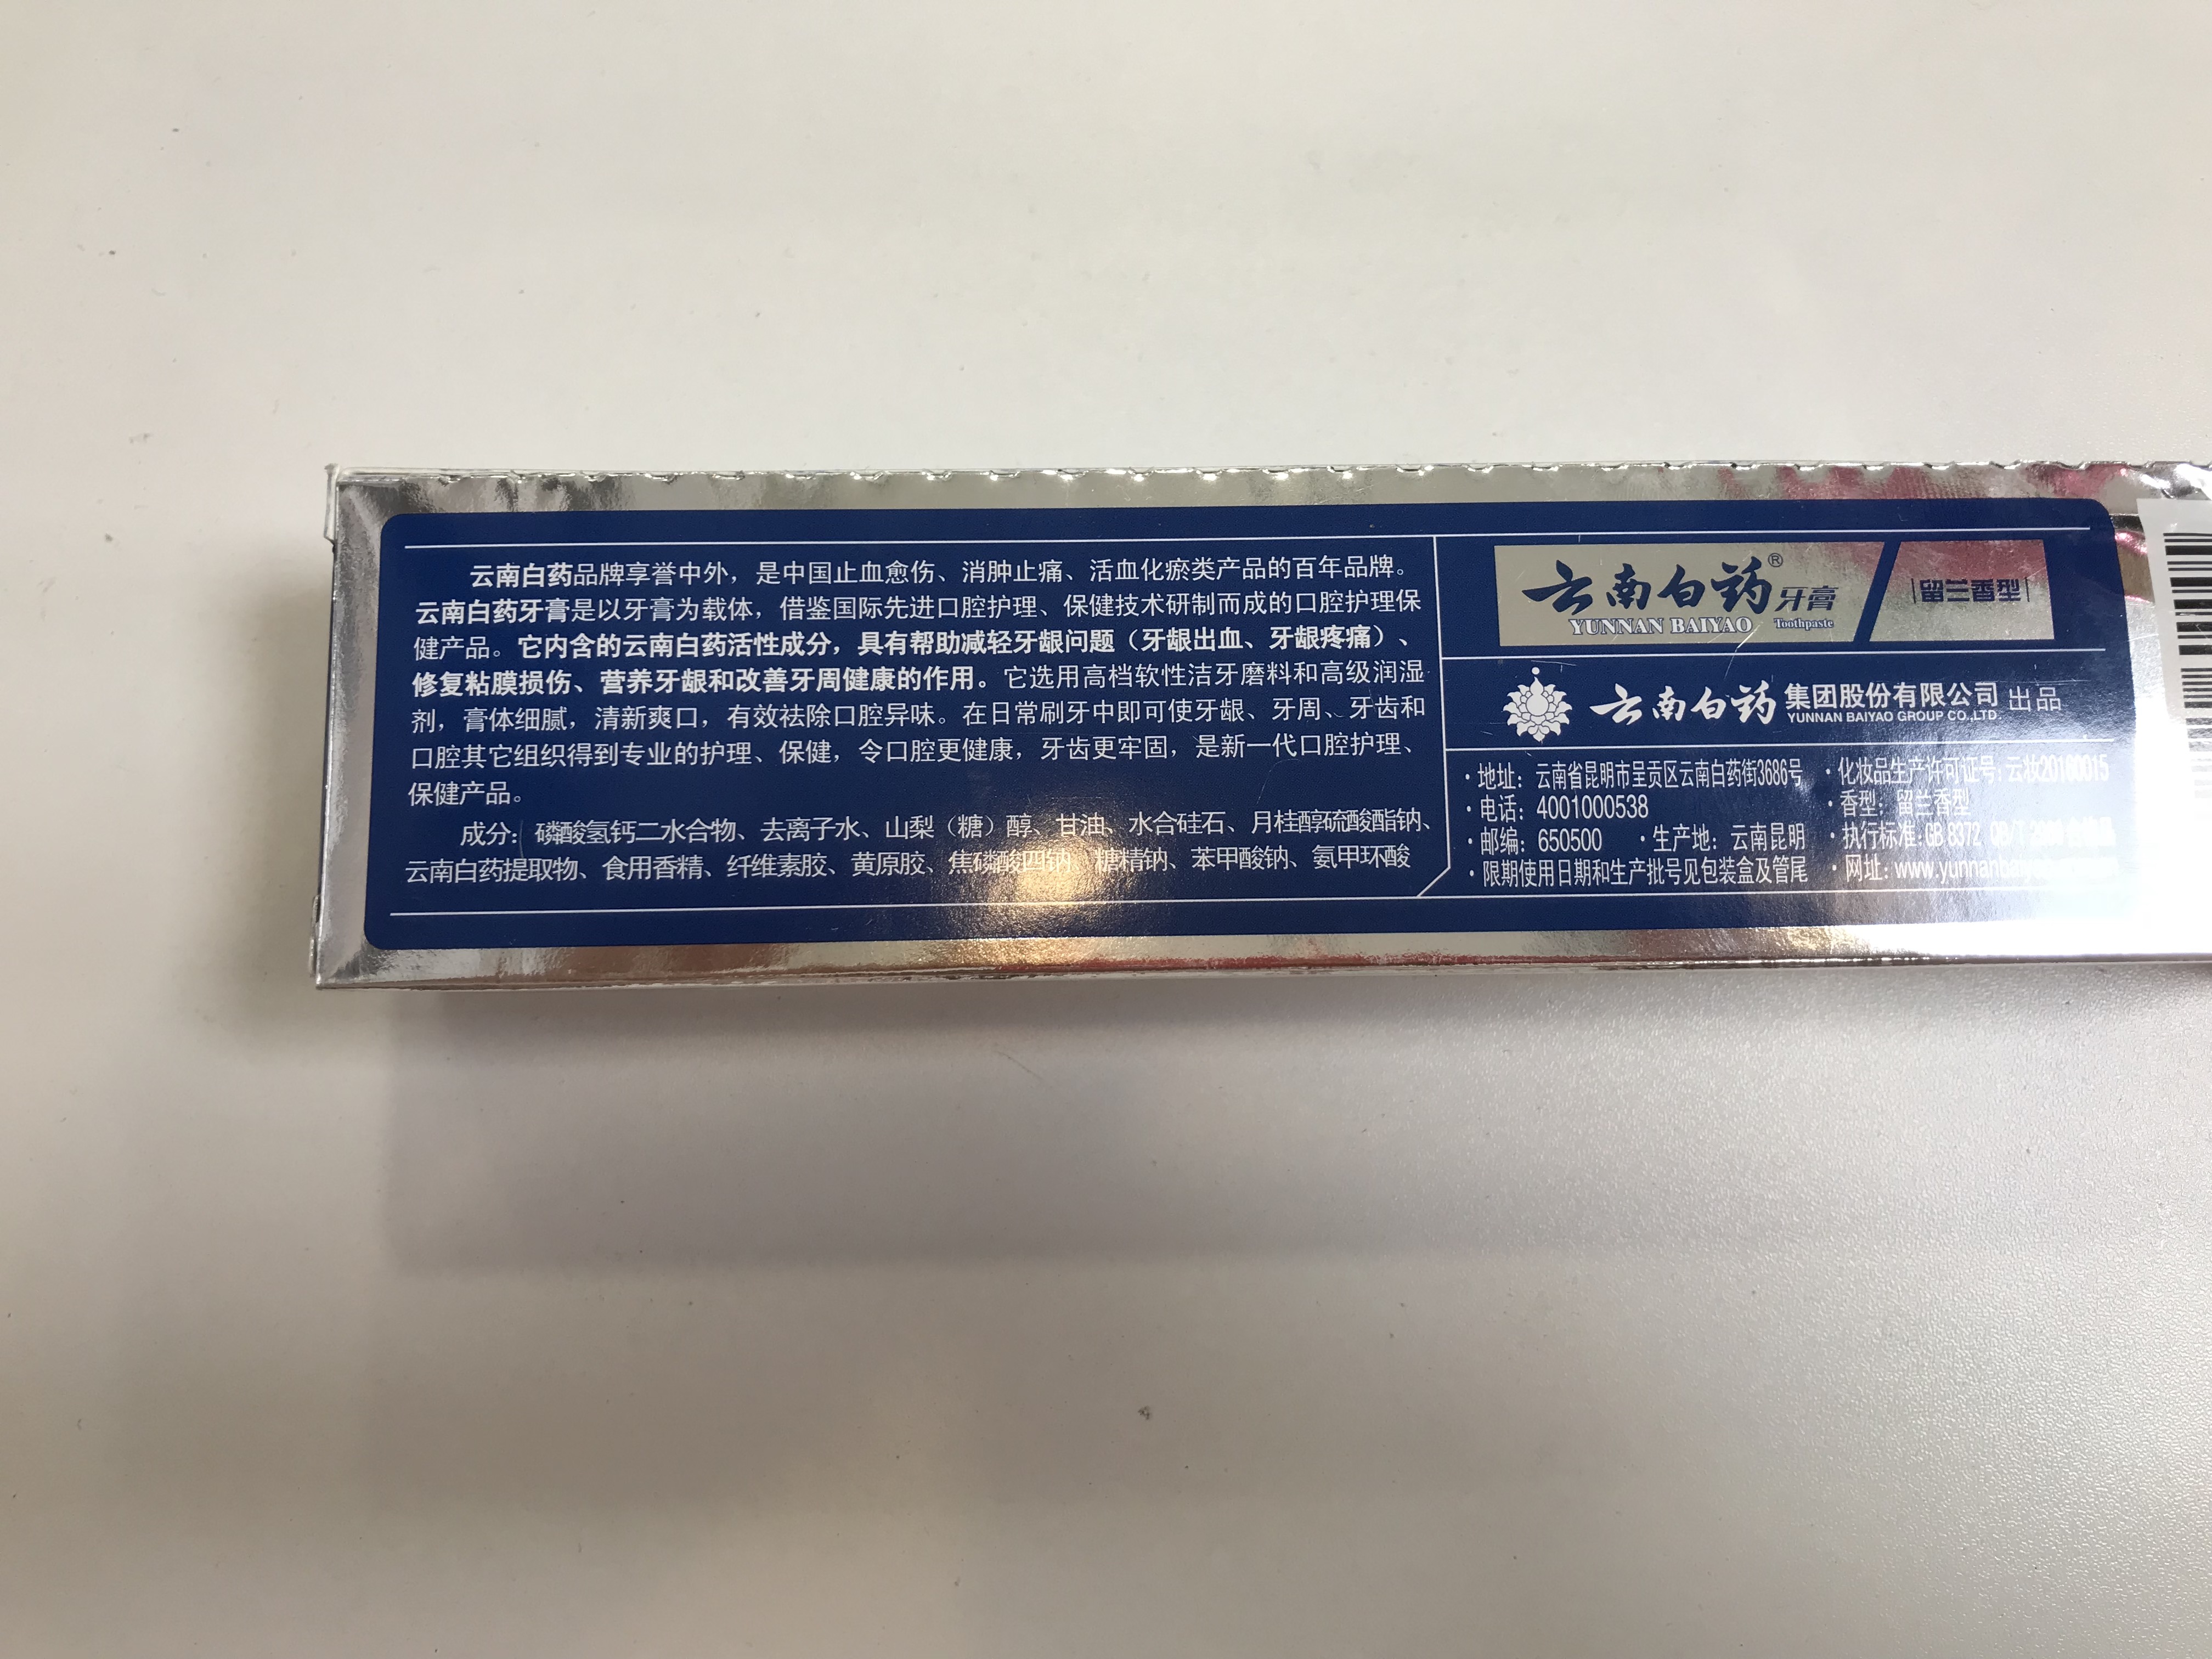 云南白药品牌享誉中外，是中国止血愈伤、消肿止痛、活血化瘀类产品的百年品牌。
云南白药牙膏是以牙膏为载体，借鉴国际先进口腔护理、保健技术研制而成的口腔护理保
健产品。它内含的云南白药活性成分，具有帮助减轻牙龈问题（牙龈出血、牙龈疼痛）、
修复粘膜损伤、营养牙龈和改善牙周健康的作用。它选用高档软性洁牙磨料和高级润湿
剂，膏体细腻，清新爽口，有效祛除口腔异味。在日常刷牙中即可使牙龈、牙周、牙齿和
口腔其它组织得到专业的护理、保健，令口腔更健康，牙齿更牢固，是新一代口腔护理、
保健产品。
成分：磷酸氢钙二水合物、去离子水、山梨（糖）醇、甘油、水合硅石、月桂醇硫酸酯钠、
云南白药提取物、食用香精、纤维素胶、黄原胶、焦磷酸四钠、糖精钠、苯甲酸钠、氨甲环酸
云南白药®牙膏
YUNNAN BAIYAO Toothpaste
留兰香型
云南白药集团股份有限公司 出品
YUNNAN BAIYAO GROUP CO.,LTD.
·地址：云南省昆明市呈贡区云南白药街3686号
·电话：4001000538
·邮编：650500 ·生产地：云南昆明
·限期使用日期和生产批号见包装盒及管尾
·化妆品生产许可证号：云妆20160015
·香型：留兰香型
·执行标准：GB 8372
·网址：